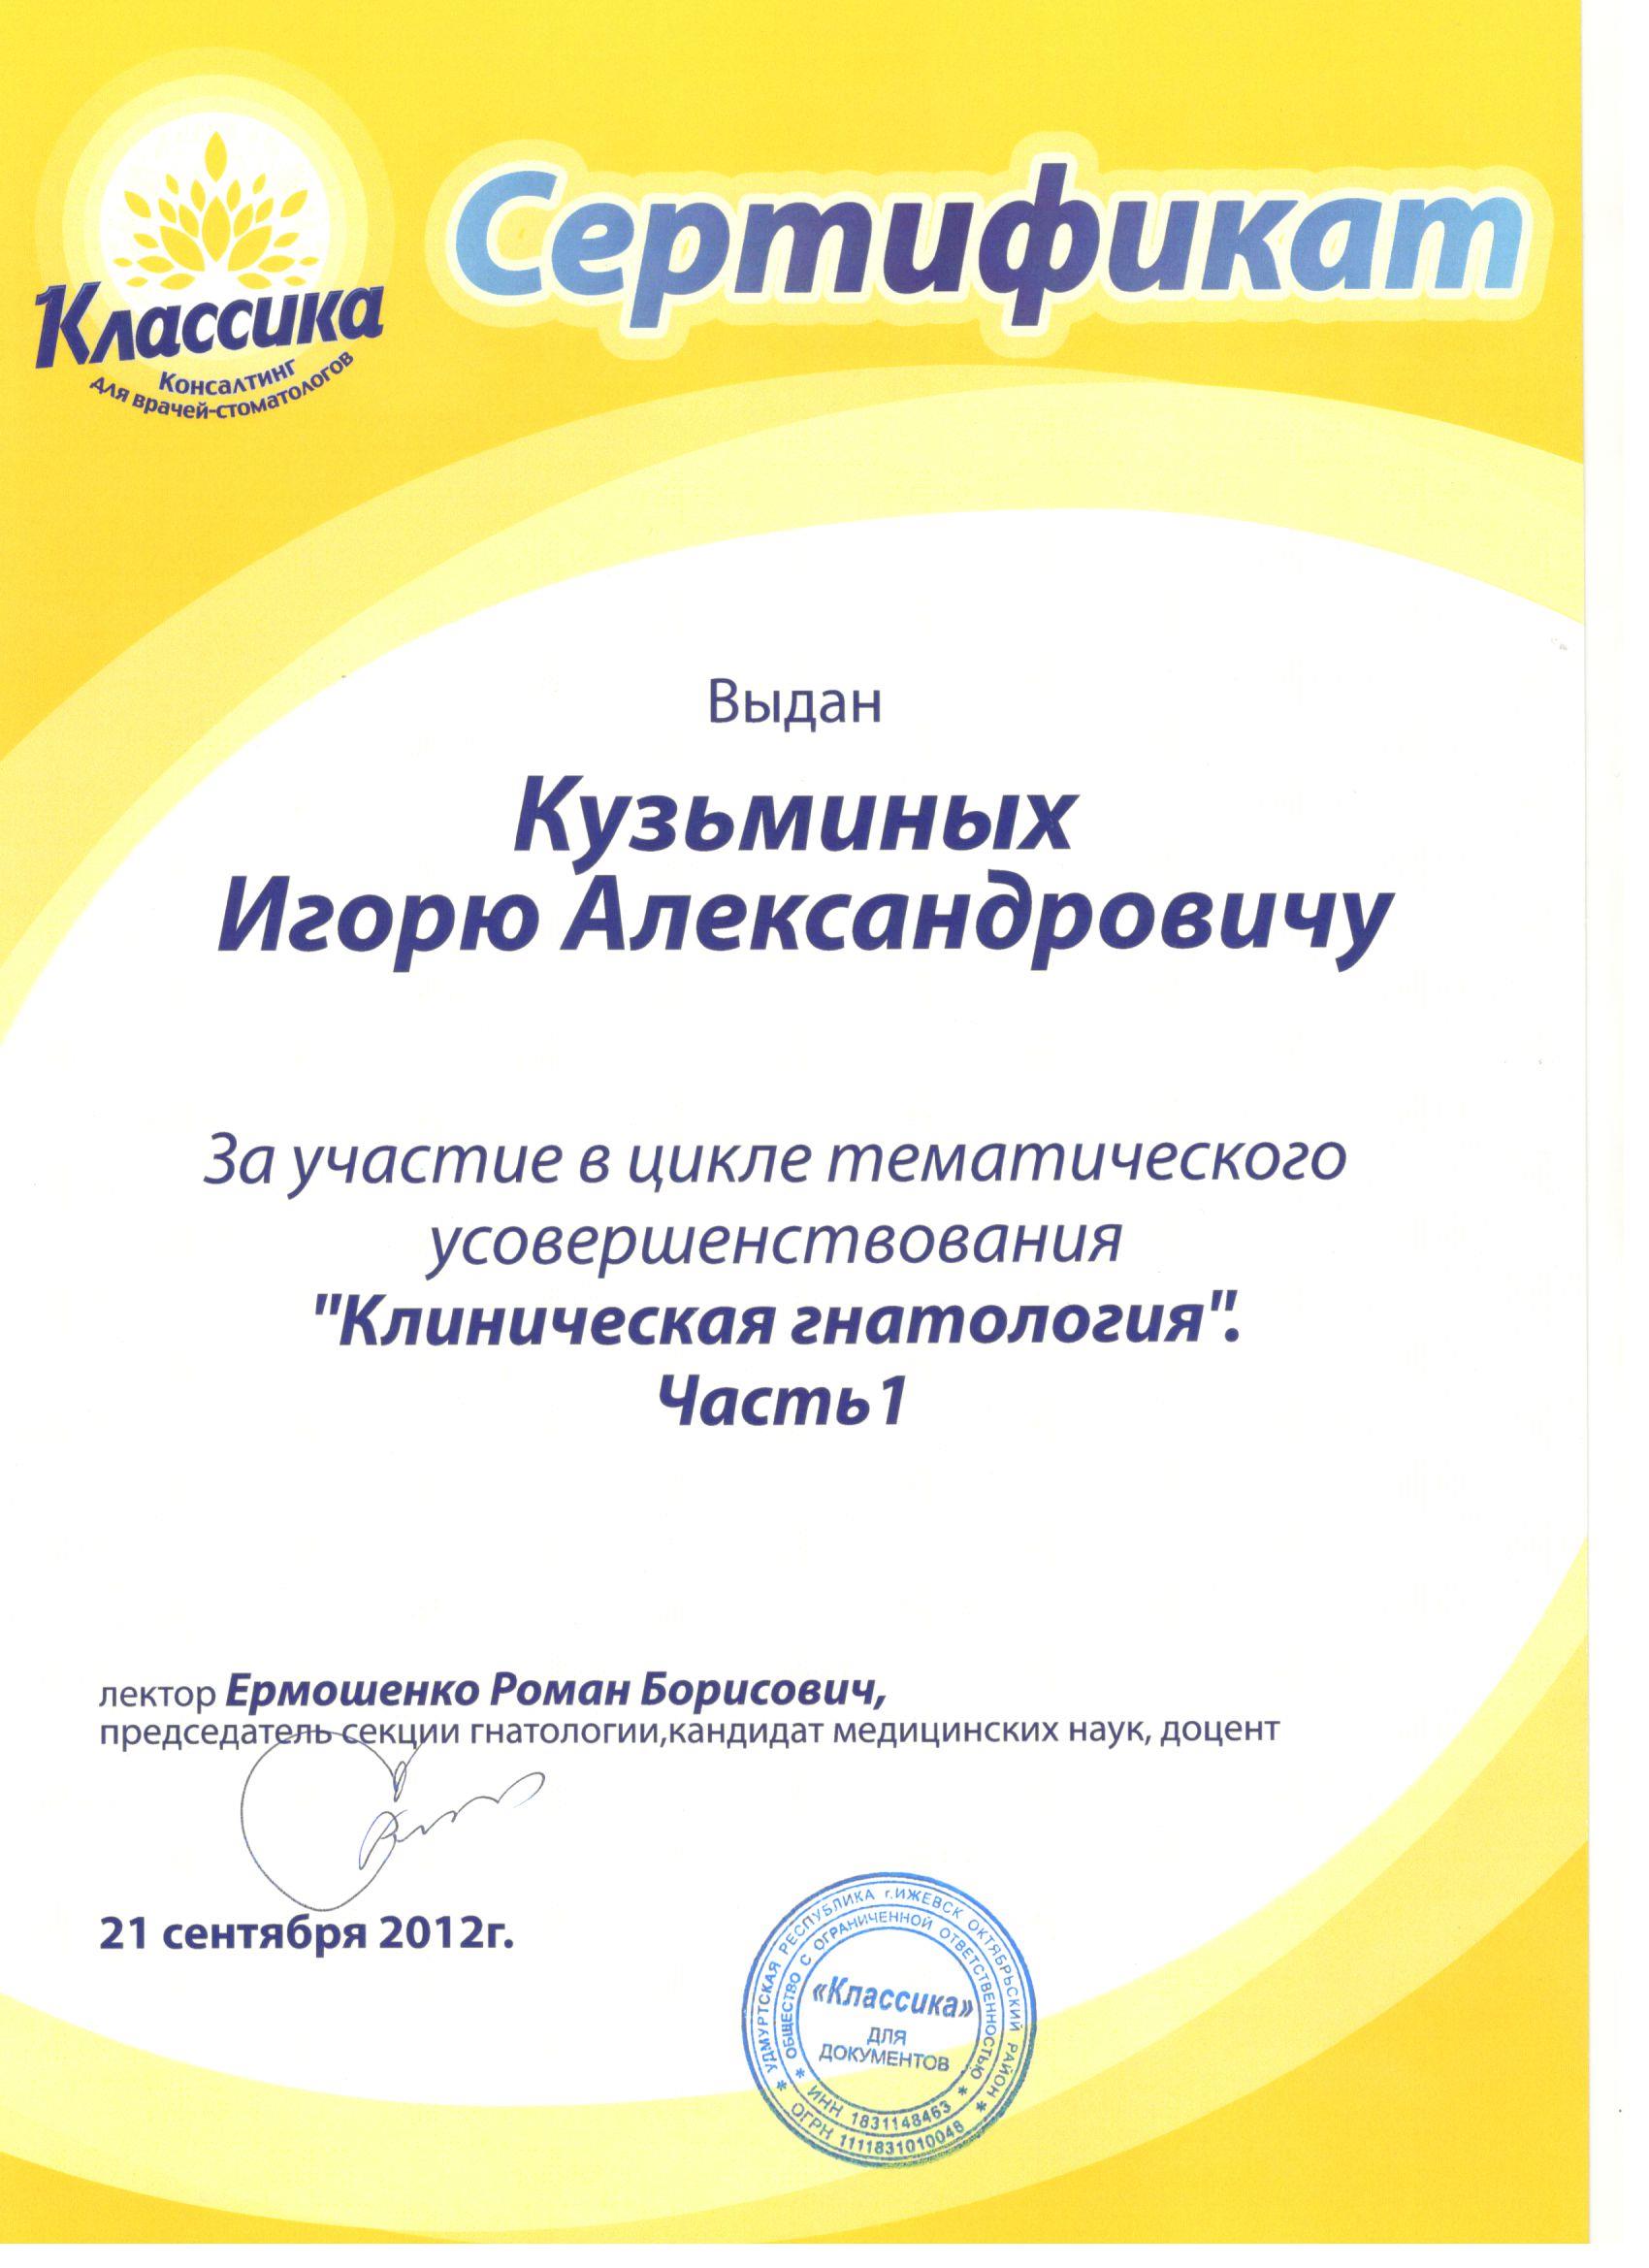 Сертификат
Классика
Консалтинг
для врачей-стоматологов
Выдан
Кузьминых
Игорю Александровичу
За участие в цикле тематического
усовершенствования
"Клиническая гнатология".
Часть1
лектор Ермошенко Роман Борисович,
председатель секции гнатологии,кандидат медицинских наук, доцент
21 сентября 2012г.
УДМУРТСКАЯ РЕСПУБЛИКА г.ИЖЕВСК ОКТЯБРЬСКИЙ РАЙОН
ОБЩЕСТВО С ОГРАНИЧЕННОЙ ОТВЕТСТВЕННОСТЬЮ
«Классика»
ДЛЯ
ДОКУМЕНТОВ
ИНН 1831148463
ОГРН 1111831010048